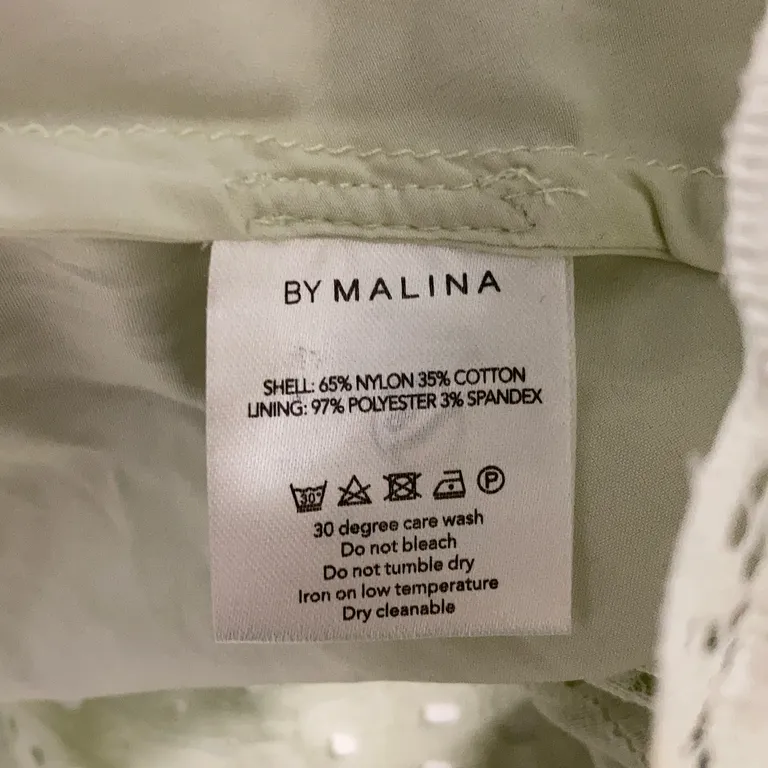 BY MALINA
SHELL: 65% NYLON 35% COTTON
LINING: 97% POLYESTER 3% SPANDEX
30° P
30 degree care wash
Do not bleach
Do not tumble dry
Iron on low temperature
Dry cleanable